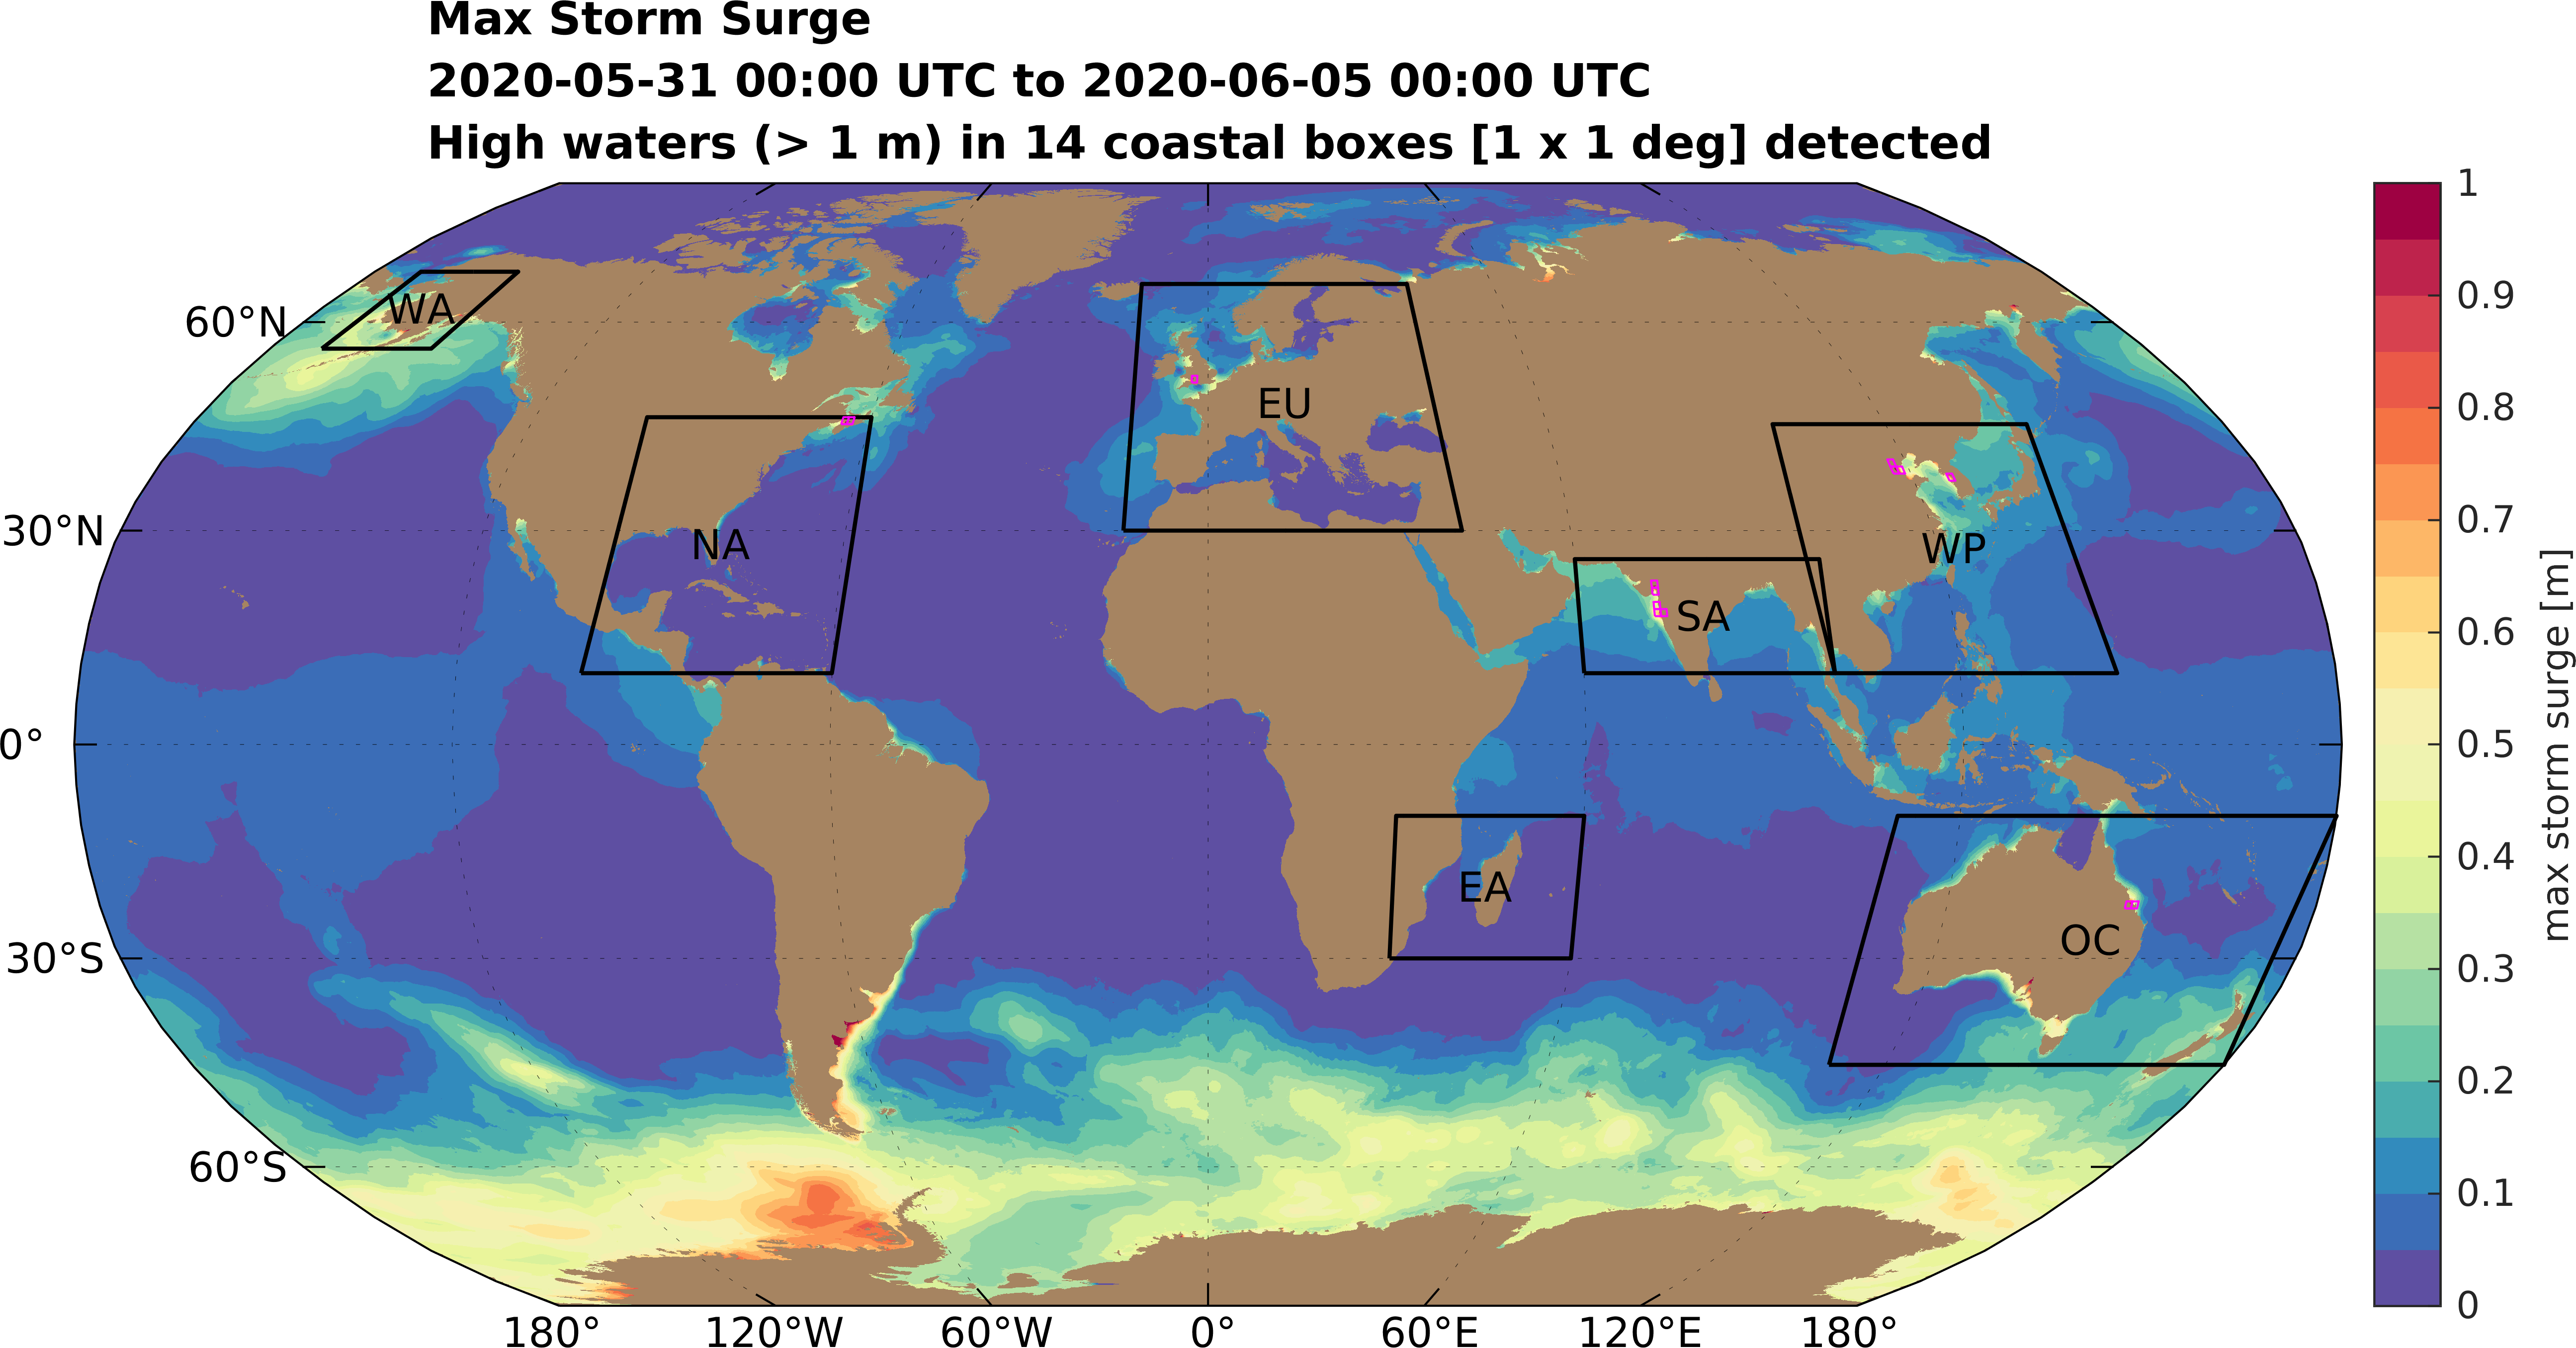 Max Storm Surge
2020-05-31 00:00 UTC to 2020-06-05 00:00 UTC
High waters (> 1 m) in 14 coastal boxes [1 x 1 deg] detected
1
0.9
0.8
0.7
0.6
0.5
0.4
0.3
0.2
0.1
0
max storm surge [m]
60°N
30°N
0°
30°S
60°S
WA
EU
NA
WP
SA
EA
OC
180°
120°W
60°W
0°
60°E
120°E
180°